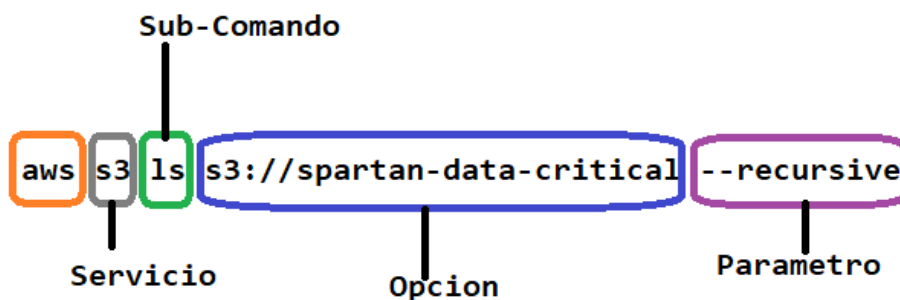 Sub-Comando
aws s3 ls s3://spartan-data-critical --recursive
Servicio
Opcion
Parametro